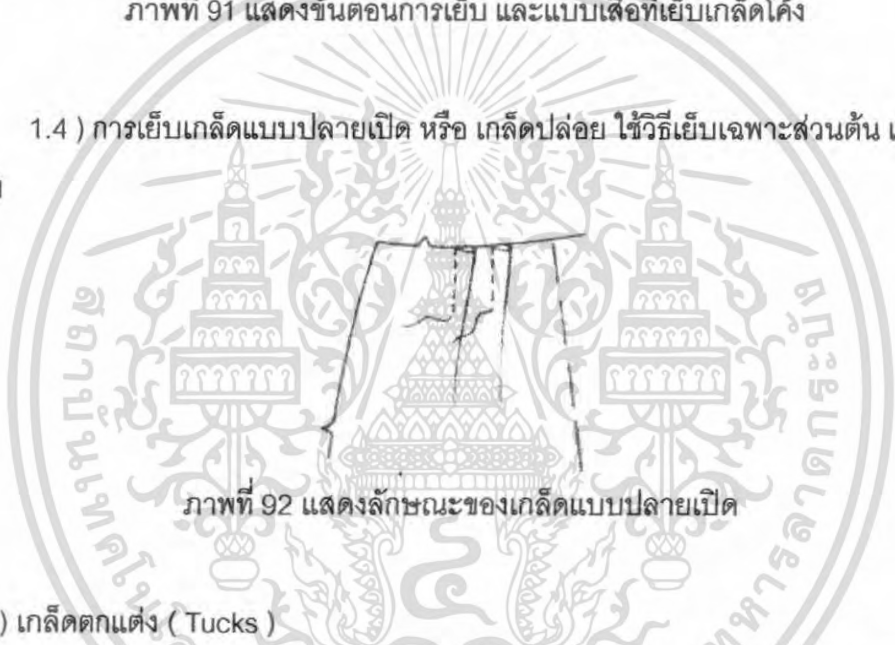 ภาพที่ 91 แสดงขั้นตอนการเย็บ และแบบเสื้อที่เย็บเกล็ดโค้ง
1.4 ) การเย็บเกล็ดแบบปลายเปิด หรือ เกล็ดปล่อย ใช้วิธีเย็บเฉพาะส่วนต้น
ภาพที่ 92 แสดงลักษณะของเกล็ดแบบปลายเปิด
) เกล็ดตกแต่ง ( Tucks )